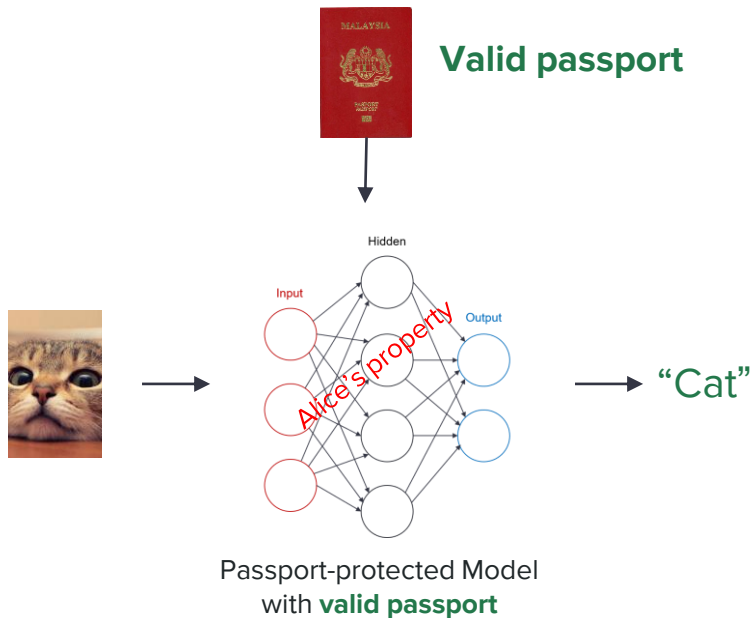 MALAYSIA
Valid passport
Hidden
Input
Output
Alice's property
“Cat”
Passport-protected Model
with valid passport